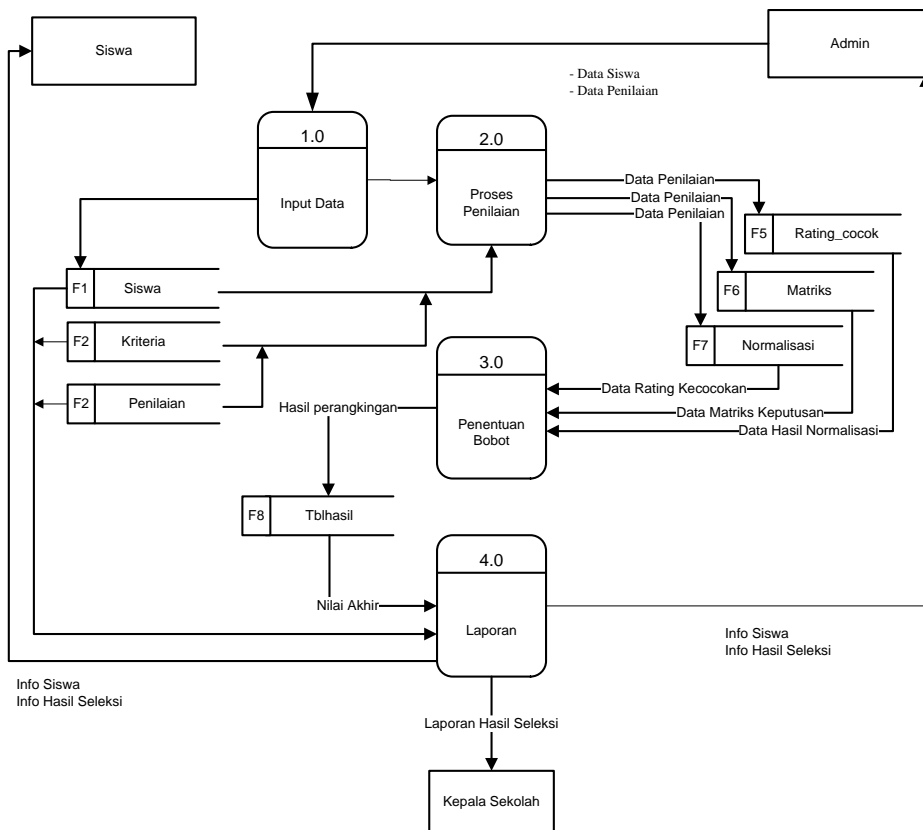 Siswa
Admin
- Data Siswa
- Data Penilaian
1.0
Input Data
2.0
Proses
Penilaian
Data Penilaian
Data Penilaian
Data Penilaian
F5
Rating_cocok
F1
Siswa
F6
Matriks
F2
Kriteria
F7
Normalisasi
3.0
Penentuan
Bobot
F2
Penilaian
Hasil perangkingan
Data Rating Kecocokan
Data Matriks Keputusan
Data Hasil Normalisasi
F8
Tblhasil
4.0
Laporan
Nilai Akhir
Info Siswa
Info Hasil Seleksi
Info Siswa
Info Hasil Seleksi
Laporan Hasil Seleksi
Kepala Sekolah